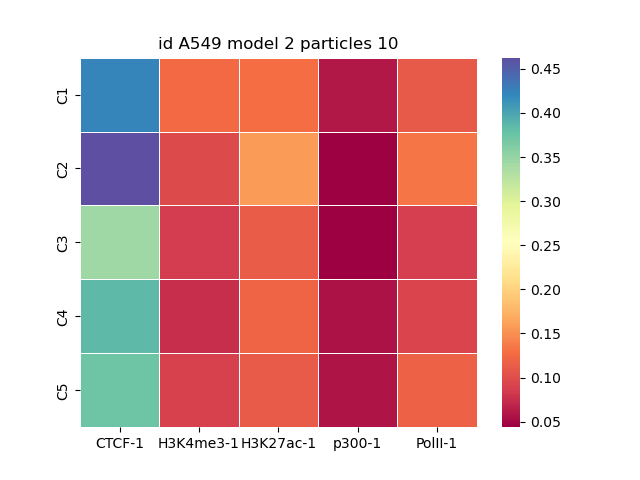 id A549 model 2 particles 10
C1
C2
C3
C4
C5
CTCF-1
H3K4me3-1
H3K27ac-1
p300-1
PolII-1
0.45
0.40
0.35
0.30
0.25
0.20
0.15
0.10
0.05